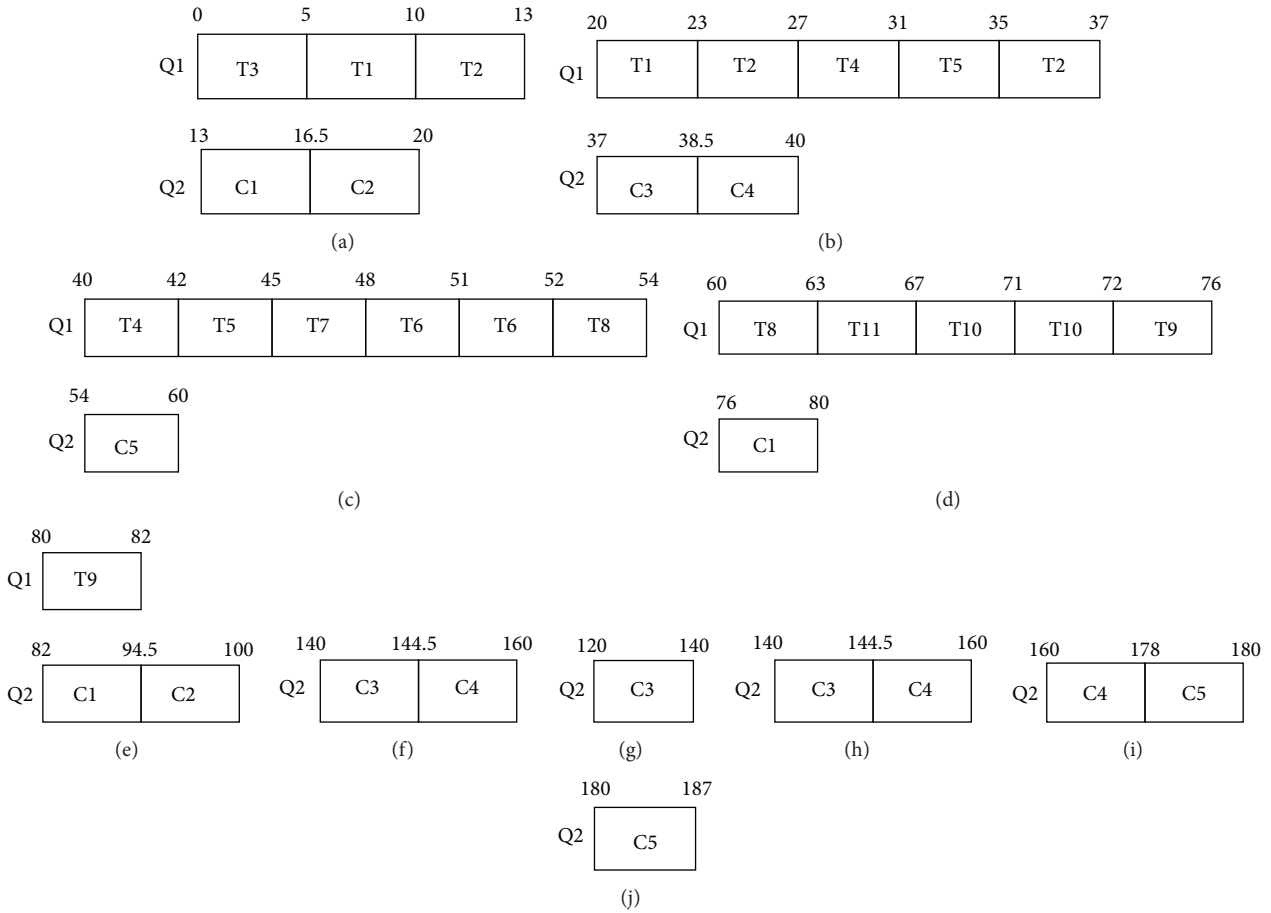 0 5 10 13
Q1 T3 T1 T2
13 16.5 20
Q2 C1 C2
(a)
20 23 27 31 35 37
Q1 T1 T2 T4 T5 T2
37 38.5 40
Q2 C3 C4
(b)
40 42 45 48 51 52 54
Q1 T4 T5 T7 T6 T6 T8
54 60
Q2 C5
(c)
60 63 67 71 72 76
Q1 T8 T11 T10 T10 T9
76 80
Q2 C1
(d)
80 82
Q1 T9
82 94.5 100
Q2 C1 C2
(e)
140 144.5 160
Q2 C3 C4
(f)
120 140
Q2 C3
(g)
140 144.5 160
Q2 C3 C4
(h)
160 178 180
Q2 C4 C5
(i)
180 187
Q2 C5
(j)